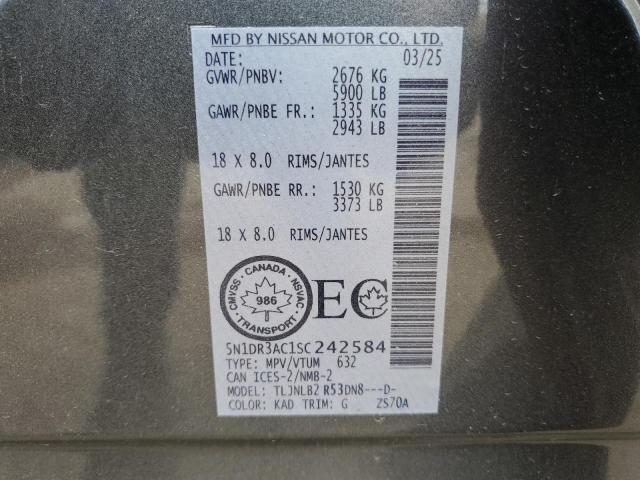 MFD BY NISSAN MOTOR CO., LTD.
DATE: 03/25
GVWR/PNBV: 2676 KG
5900 LB
GAWR/PNBE FR.: 1335 KG
2943 LB
18 X 8.0 RIMS/JANTES
GAWR/PNBE RR.: 1530 KG
3373 LB
18 X 8.0 RIMS/JANTES
CMVSS · CANADA · NSVAC · TRANSPORT ·
986
EC
5N1DR3AC1SC242584
TYPE: MPV/VTUM 632
CAN ICES-2/NMB-2
MODEL: TLJNLB2 R53DN8---D-
COLOR: KAD TRIM: G ZS70A